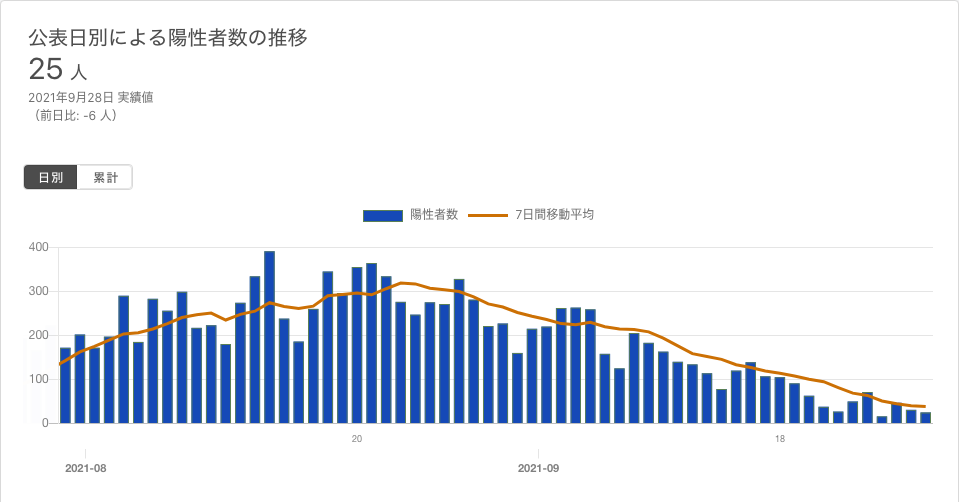 公表日別による陽性者数の推移
25 人
2021年9月28日 実績値
（前日比: -6 人）
日別 累計
陽性者数 7日間移動平均
400
300
200
100
0
20 18
2021-08 2021-09